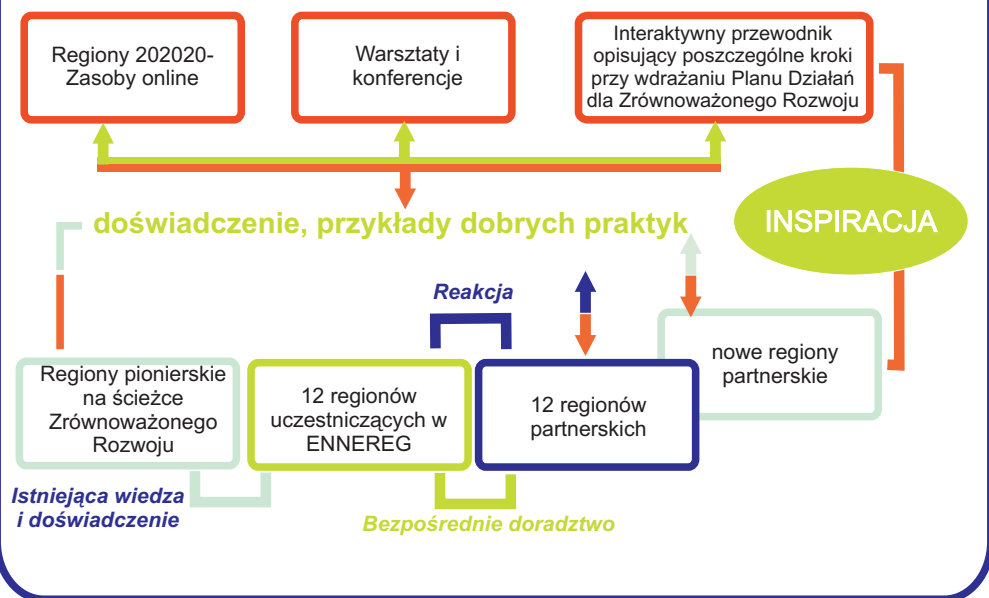 Regiony 202020-
Zasoby online
Warsztaty i
konferencje
Interaktywny przewodnik
opisujący poszczególne kroki
przy wdrażaniu Planu Działań
dla Zrównoważonego Rozwoju
doświadczenie, przykłady dobrych praktyk
INSPIRACJA
Reakcja
Regiony pionierskie
na ścieżce
Zrównoważonego
Rozwoju
12 regionów
uczestniczących w
ENNEREG
12 regionów
partnerskich
nowe regiony
partnerskie
Istniejąca wiedza
i doświadczenie
Bezpośrednie doradztwo